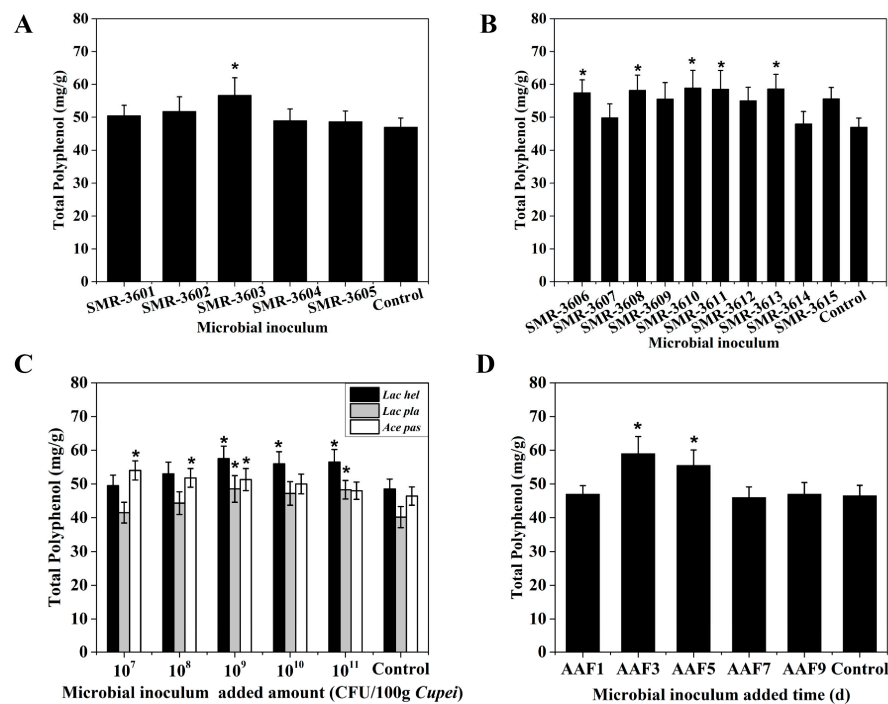 A
Total Polyphenol (mg/g)
80
70
60
50
40
30
20
10
0
*
SMR-3601 SMR-3602 SMR-3603 SMR-3604 SMR-3605 Control
Microbial inoculum
B
Total Polyphenol (mg/g)
80
70
60
50
40
30
20
10
0
* * * * *
SMR-3606 SMR-3607 SMR-3608 SMR-3609 SMR-3610 SMR-3611 SMR-3612 SMR-3613 SMR-3614 SMR-3615 Control
Microbial inoculum
C
Total Polyphenol (mg/g)
80
70
60
50
40
30
20
10
0
Lac hel
Lac pla
Ace pas
* * * * * * * *
10⁷ 10⁸ 10⁹ 10¹⁰ 10¹¹ Control
Microbial inoculum added amount (CFU/100g Cupei)
D
Total Polyphenol (mg/g)
80
70
60
50
40
30
20
10
0
* *
AAF1 AAF3 AAF5 AAF7 AAF9 Control
Microbial inoculum added time (d)